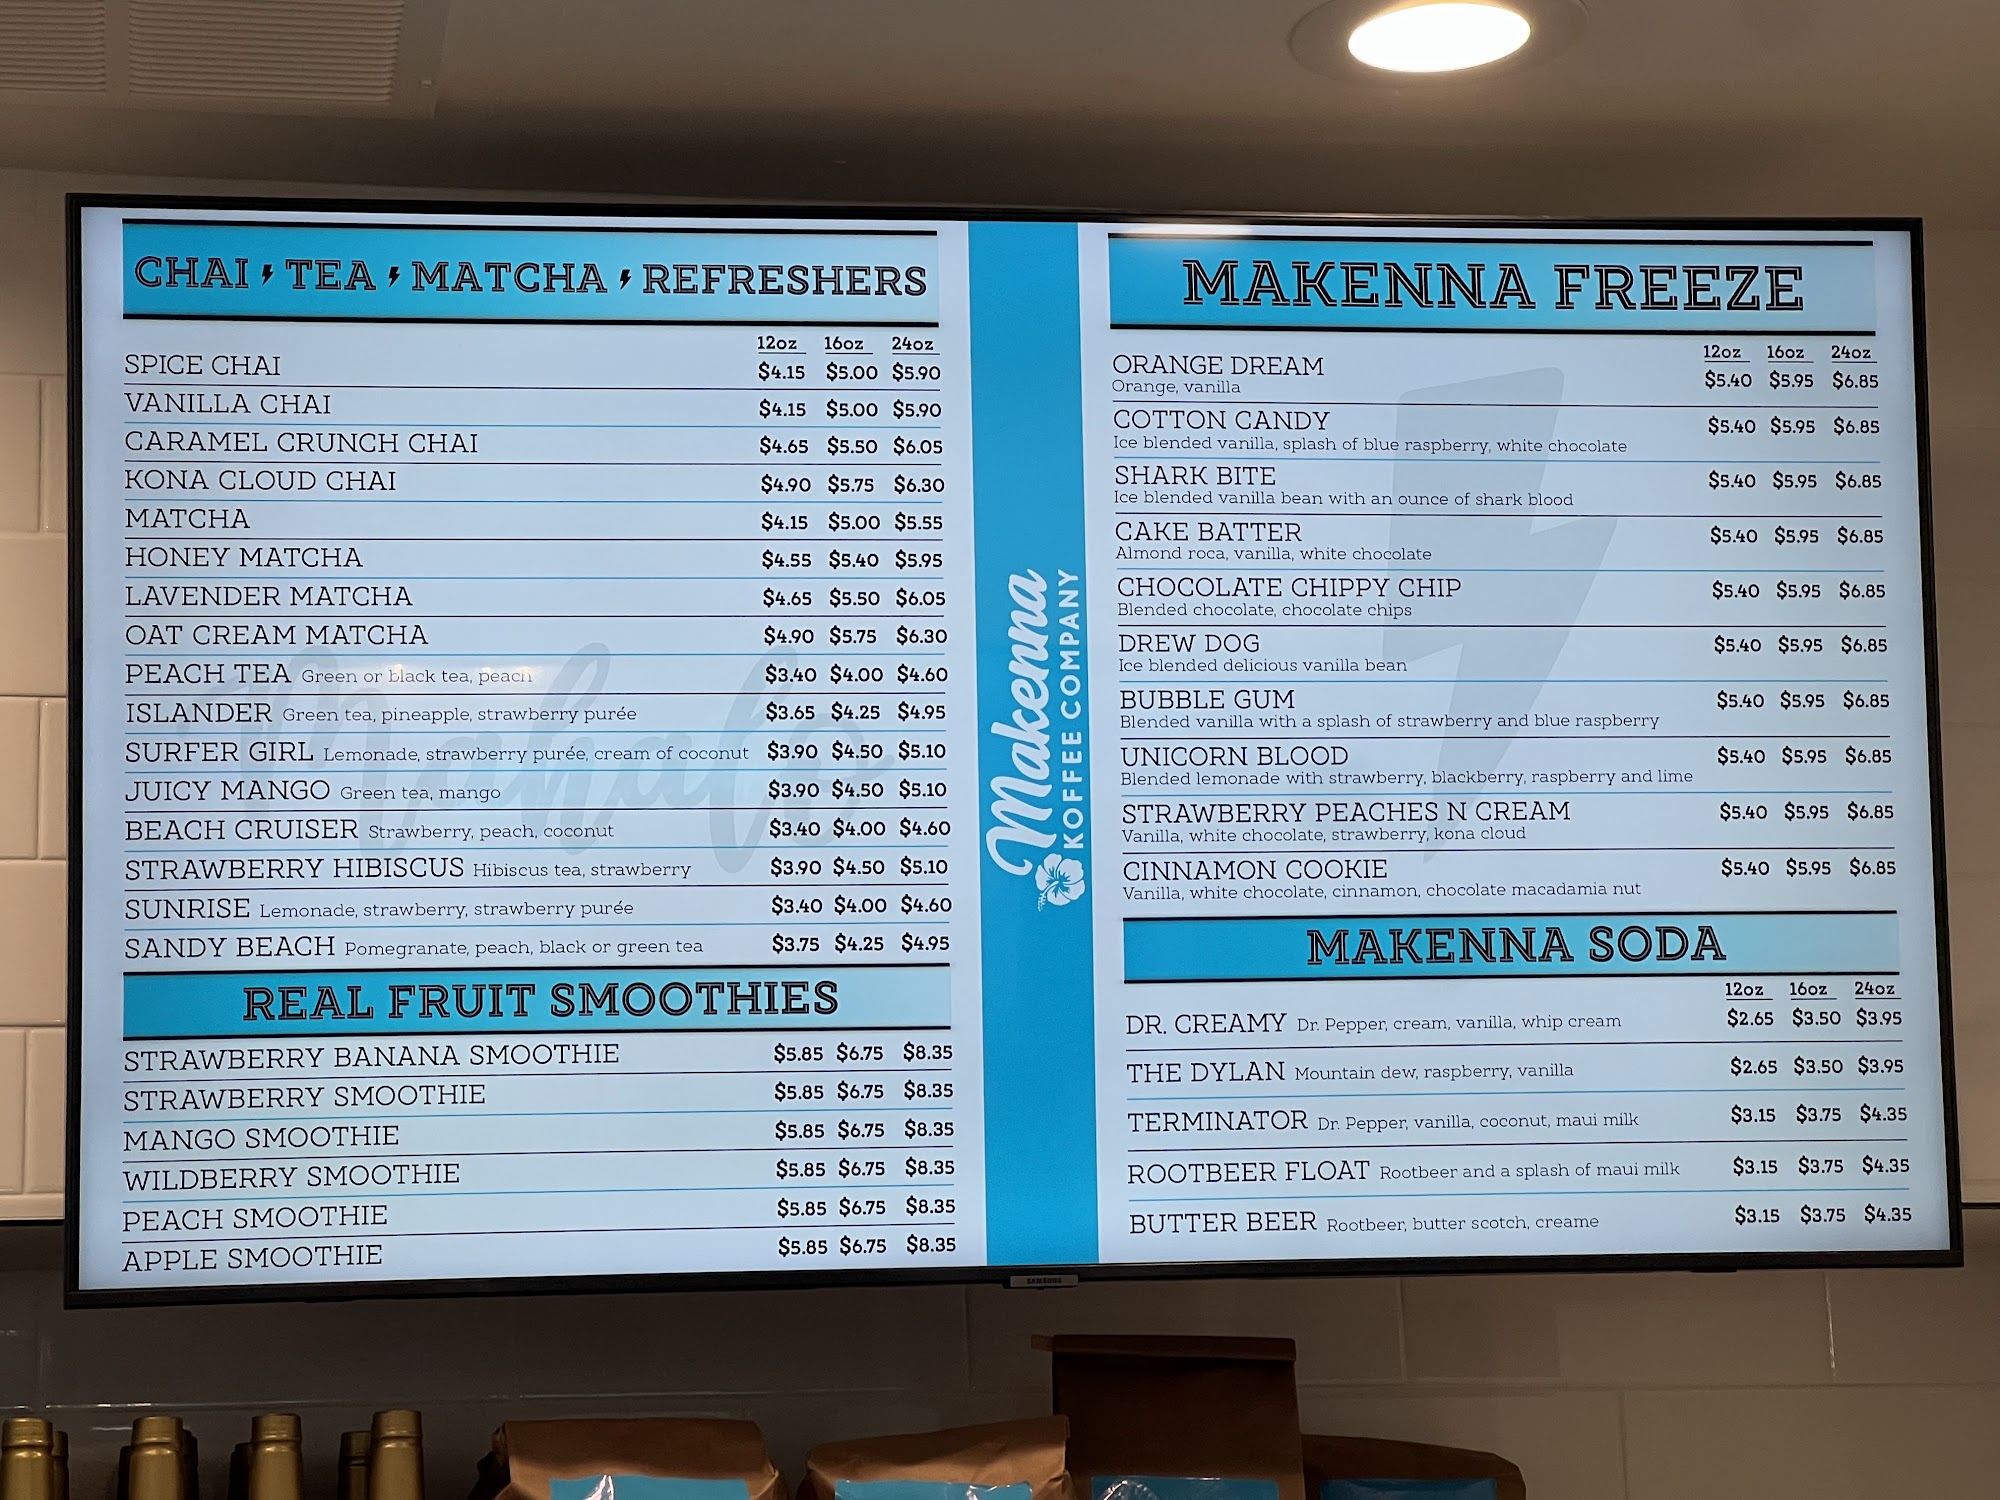 CHAI TEA MATCHA REFRESHERS
12oz 16oz 24oz
SPICE CHAI $4.15 $5.00 $5.90
VANILLA CHAI $4.15 $5.00 $5.90
CARAMEL CRUNCH CHAI $4.65 $5.50 $6.05
KONA CLOUD CHAI $4.90 $5.75 $6.30
MATCHA $4.15 $5.00 $5.55
HONEY MATCHA $4.55 $5.40 $5.95
LAVENDER MATCHA $4.65 $5.50 $6.05
OAT CREAM MATCHA $4.90 $5.75 $6.30
PEACH TEA Green or black tea, peach $3.40 $4.00 $4.60
ISLANDER Green tea, pineapple, strawberry purée $3.65 $4.25 $4.95
SURFER GIRL Lemonade, strawberry purée, cream of coconut $3.90 $4.50 $5.10
JUICY MANGO Green tea, mango $3.90 $4.50 $5.10
BEACH CRUISER Strawberry, peach, coconut $3.40 $4.00 $4.60
STRAWBERRY HIBISCUS Hibiscus tea, strawberry $3.90 $4.50 $5.10
SUNRISE Lemonade, strawberry, strawberry purée $3.40 $4.00 $4.60
SANDY BEACH Pomegranate, peach, black or green tea $3.75 $4.25 $4.95
Mahalo
REAL FRUIT SMOOTHIES
STRAWBERRY BANANA SMOOTHIE $5.85 $6.75 $8.35
STRAWBERRY SMOOTHIE $5.85 $6.75 $8.35
MANGO SMOOTHIE $5.85 $6.75 $8.35
WILDBERRY SMOOTHIE $5.85 $6.75 $8.35
PEACH SMOOTHIE $5.85 $6.75 $8.35
APPLE SMOOTHIE $5.85 $6.75 $8.35
Makenna
KOFFEE COMPANY
MAKENNA FREEZE
12oz 16oz 24oz
ORANGE DREAM $5.40 $5.95 $6.85
Orange, vanilla
COTTON CANDY $5.40 $5.95 $6.85
Ice blended vanilla, splash of blue raspberry, white chocolate
SHARK BITE $5.40 $5.95 $6.85
Ice blended vanilla bean with an ounce of shark blood
CAKE BATTER $5.40 $5.95 $6.85
Almond roca, vanilla, white chocolate
CHOCOLATE CHIPPY CHIP $5.40 $5.95 $6.85
Blended chocolate, chocolate chips
DREW DOG $5.40 $5.95 $6.85
Ice blended delicious vanilla bean
BUBBLE GUM $5.40 $5.95 $6.85
Blended vanilla with a splash of strawberry and blue raspberry
UNICORN BLOOD $5.40 $5.95 $6.85
Blended lemonade with strawberry, blackberry, raspberry and lime
STRAWBERRY PEACHES N CREAM $5.40 $5.95 $6.85
Vanilla, white chocolate, strawberry, kona cloud
CINNAMON COOKIE $5.40 $5.95 $6.85
Vanilla, white chocolate, cinnamon, chocolate macadamia nut
MAKENNA SODA
12oz 16oz 24oz
DR. CREAMY Dr. Pepper, cream, vanilla, whip cream $2.65 $3.50 $3.95
THE DYLAN Mountain dew, raspberry, vanilla $2.65 $3.50 $3.95
TERMINATOR Dr. Pepper, vanilla, coconut, maui milk $3.15 $3.75 $4.35
ROOTBEER FLOAT Rootbeer and a splash of maui milk $3.15 $3.75 $4.35
BUTTER BEER Rootbeer, butter scotch, creame $3.15 $3.75 $4.35
SAMSUNG